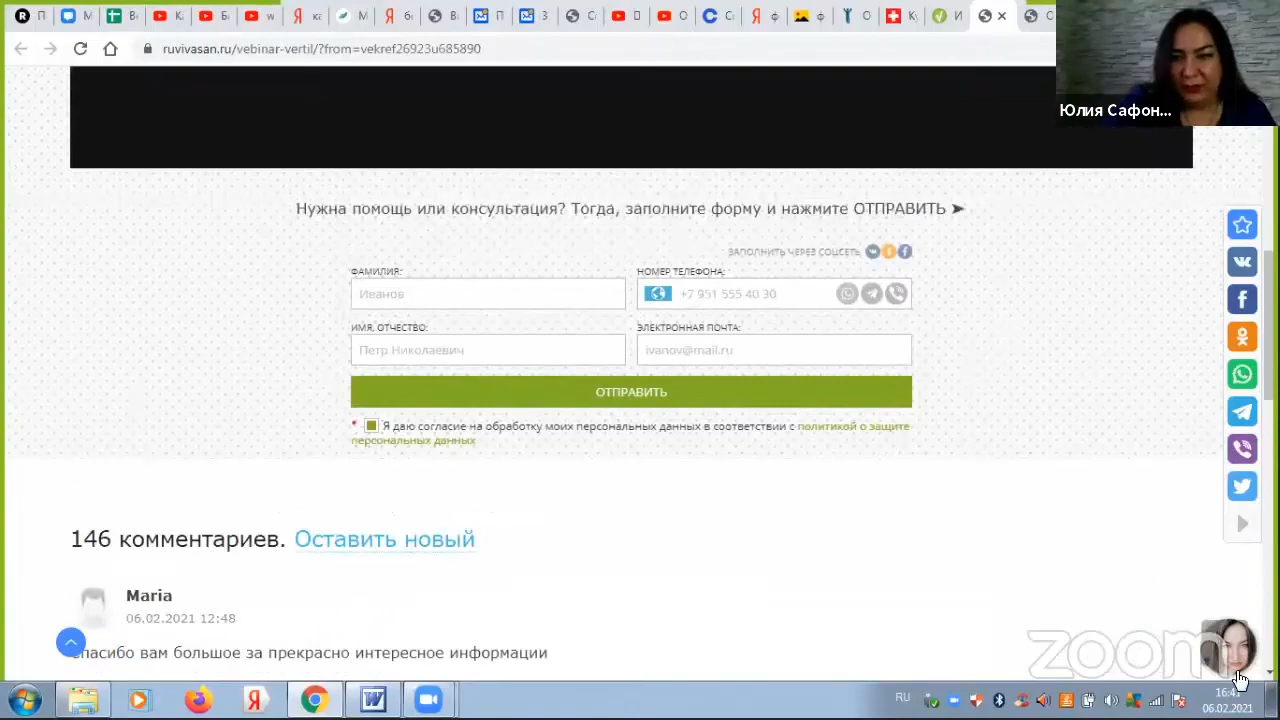 ruvivasan.ru/vebinar-vertil/?from=vekref26923u685890
Юлия Сафон...
Нужна помощь или консультация? Тогда, заполните форму и нажмите ОТПРАВИТЬ ➤
ЗАПОЛНИТЬ ЧЕРЕЗ СОЦСЕТЬ
ФАМИЛИЯ:
НОМЕР ТЕЛЕФОНА:
Иванов
+7 951 555 40 30
ИМЯ, ОТЧЕСТВО:
ЭЛЕКТРОННАЯ ПОЧТА:
Петр Николаевич
ivanov@mail.ru
ОТПРАВИТЬ
* Я даю согласие на обработку моих персональных данных в соответствии с политикой о защите
персональных данных
146 комментариев. Оставить новый
Maria
06.02.2021 12:48
спасибо вам большое за прекрасно интересное информации
zoom
RU
16:41
06.02.2021